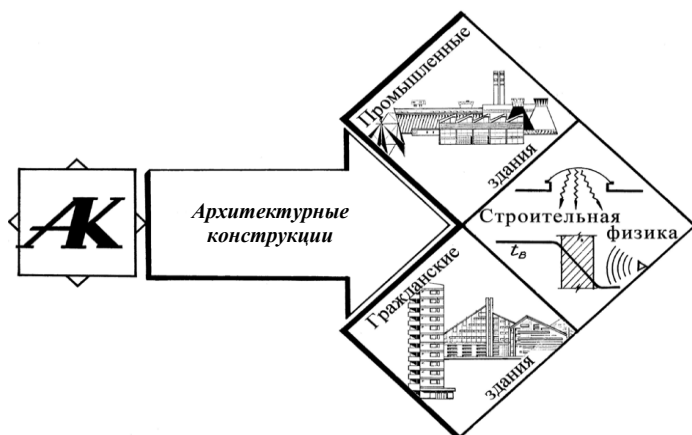 АК
Архитектурные
конструкции
Промышленные
здания
Строительная
физика
tв
Гражданские
здания